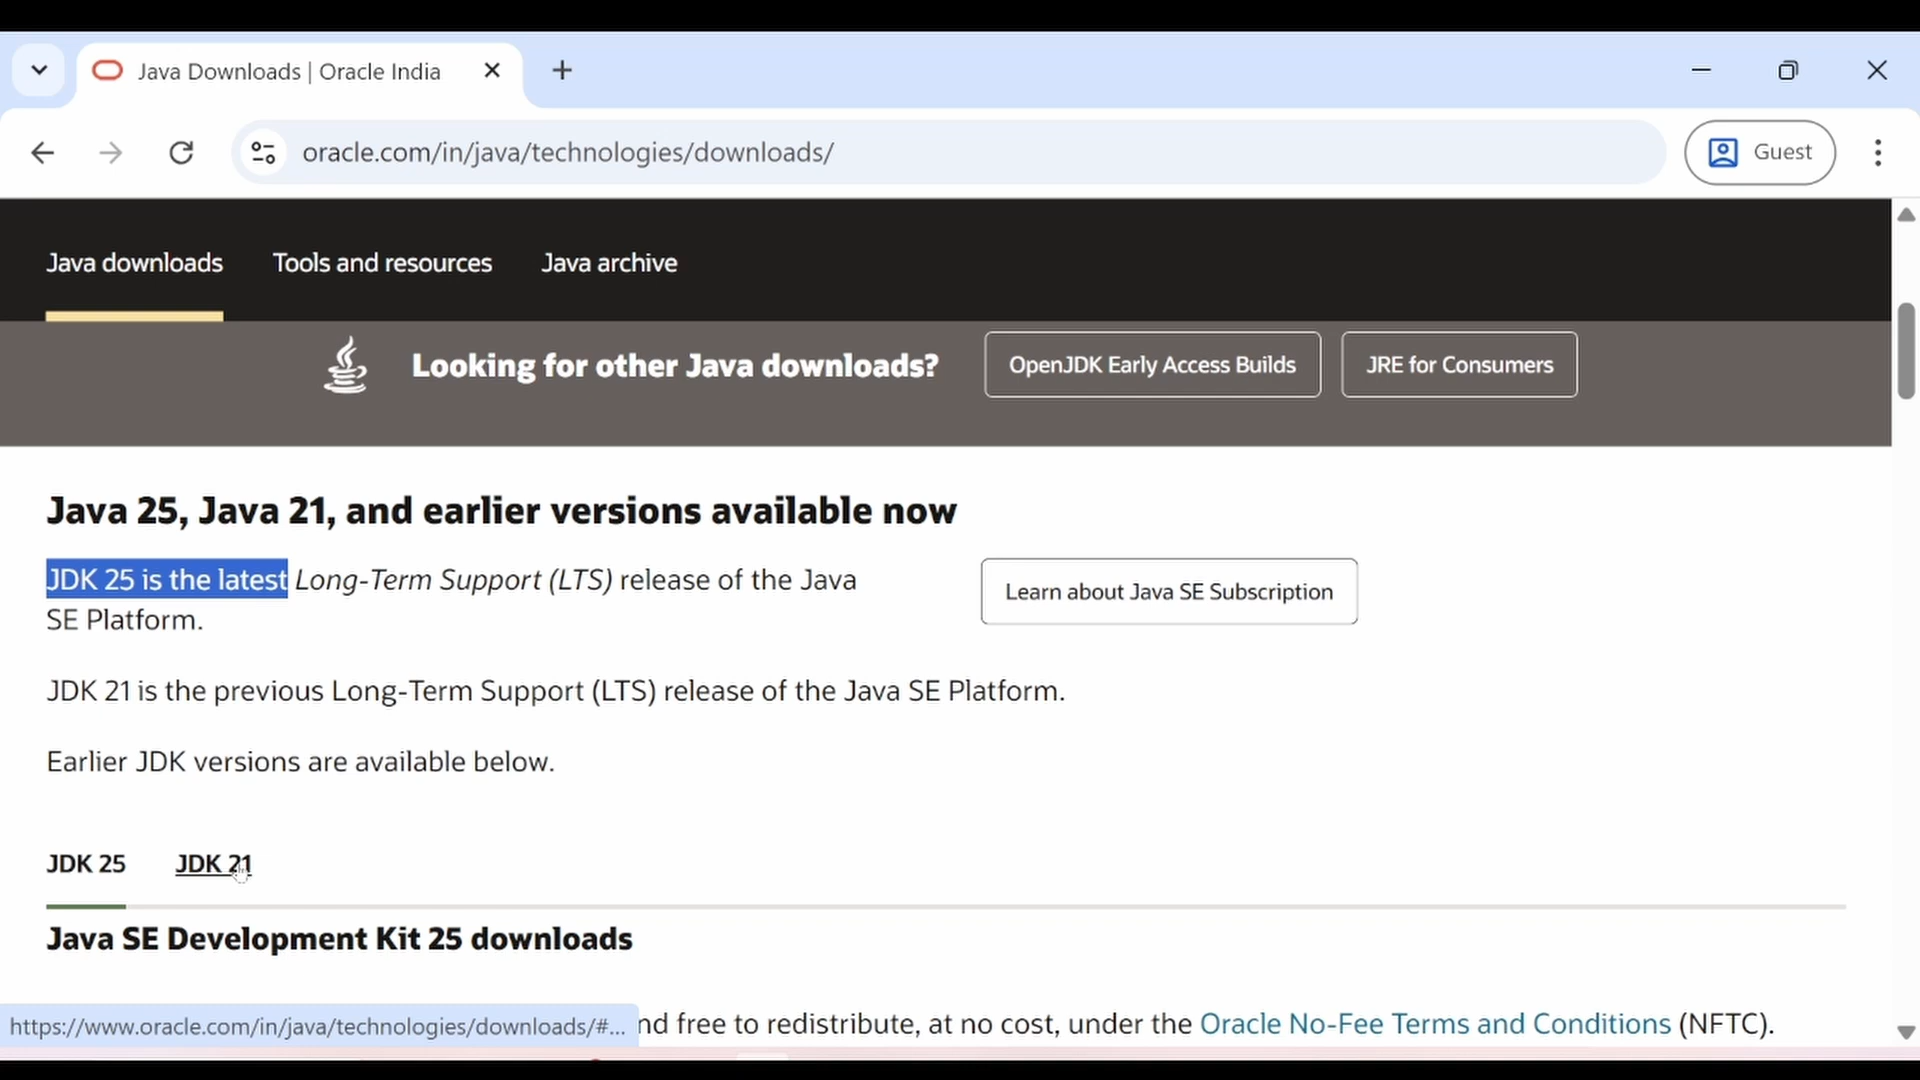 Java Downloads | Oracle India
oracle.com/in/java/technologies/downloads/
Guest
Java downloads Tools and resources Java archive
Looking for other Java downloads? OpenJDK Early Access Builds JRE for Consumers
Java 25, Java 21, and earlier versions available now
JDK 25 is the latest Long-Term Support (LTS) release of the Java
SE Platform.
Learn about Java SE Subscription
JDK 21 is the previous Long-Term Support (LTS) release of the Java SE Platform.
Earlier JDK versions are available below.
JDK 25 JDK 21
Java SE Development Kit 25 downloads
https://www.oracle.com/in/java/technologies/downloads/#... nd free to redistribute, at no cost, under the Oracle No-Fee Terms and Conditions (NFTC).